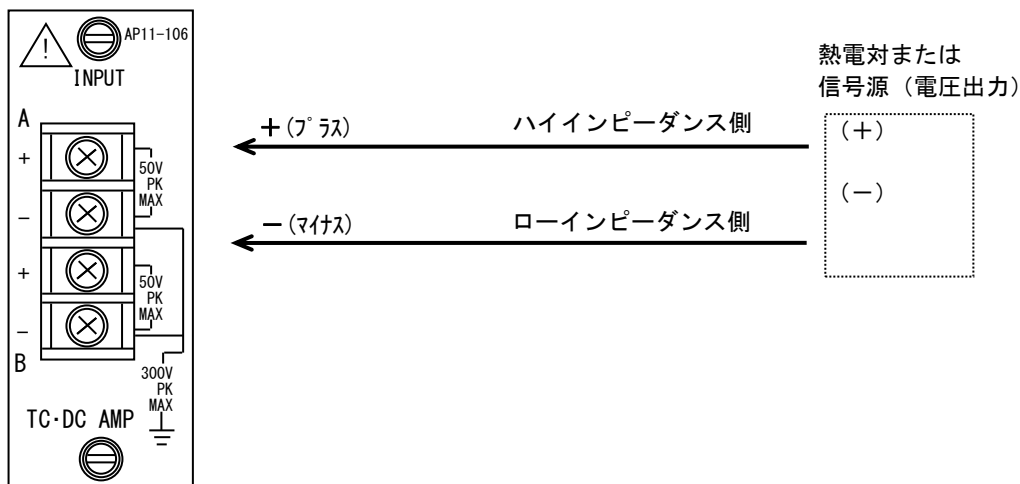 AP11-106
!
INPUT
A
+
50V
PK
MAX
−
+
50V
PK
MAX
−
B
300V
PK
MAX
TC･DC AMP
＋(ﾌﾟﾗｽ)
ハイインピーダンス側
－(ﾏｲﾅｽ)
ローインピーダンス側
熱電対または
信号源（電圧出力）
（＋）
（－）